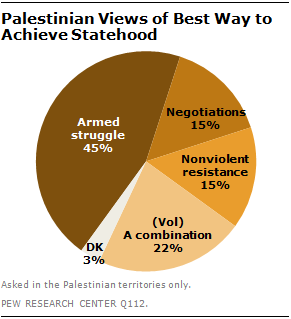 Palestinian Views of Best Way to
Achieve Statehood
Armed
struggle
45%
Negotiations
15%
Nonviolent
resistance
15%
(Vol)
A combination
22%
DK
3%
Asked in the Palestinian territories only.
PEW RESEARCH CENTER Q112.